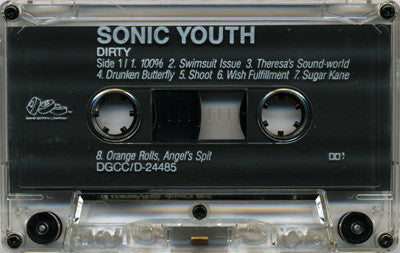 SONIC YOUTH
DIRTY
Side 1 | 1. 100% 2. Swimsuit Issue 3. Theresa's Sound-world
4. Drunken Butterfly 5. Shoot 6. Wish Fulfillment 7. Sugar Kane
8. Orange Rolls, Angel's Spit
DGCC/D-24485